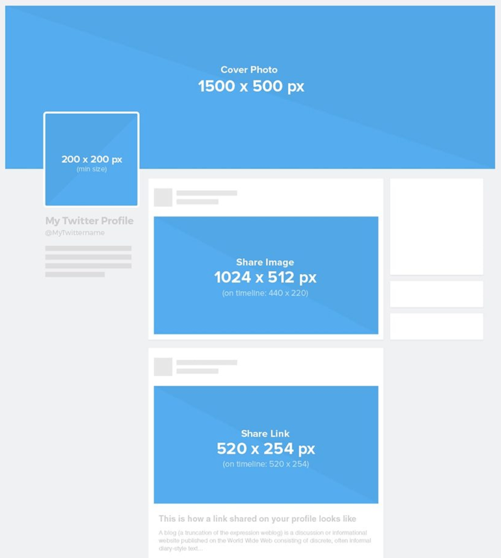 Cover Photo
1500 x 500 px
200 x 200 px
(min size)
My Twitter Profile
@MyTwittername
Share Image
1024 x 512 px
(on timeline: 440 x 220)
Share Link
520 x 254 px
(on timeline: 520 x 254)
This is how a link shared on your profile looks like
A blog (a truncation of the expression weblog) is a discussion or informational
website published on the World Wide Web consisting of discrete, often informal
diary-style text...